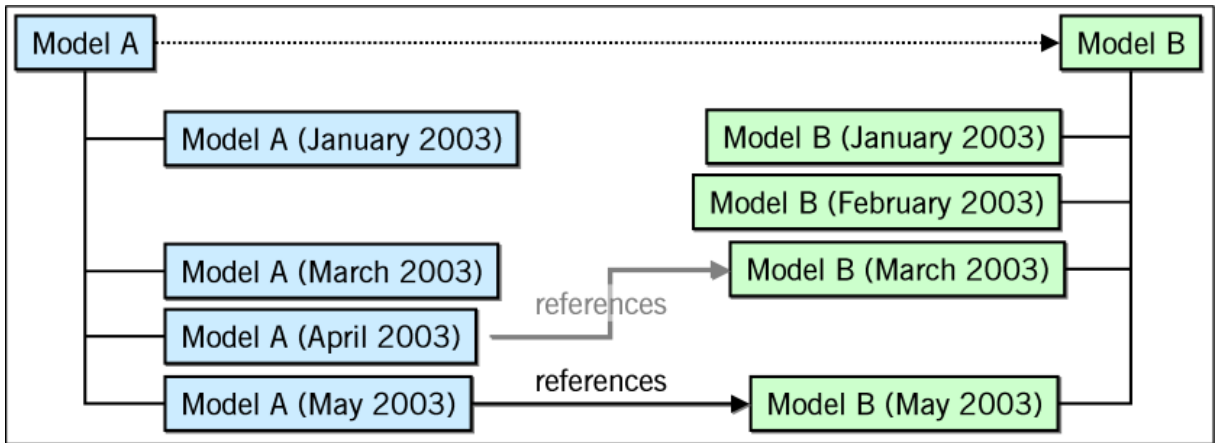 Model A
Model B
Model A (January 2003)
Model B (January 2003)
Model B (February 2003)
Model A (March 2003)
Model B (March 2003)
references
Model A (April 2003)
references
Model A (May 2003)
Model B (May 2003)